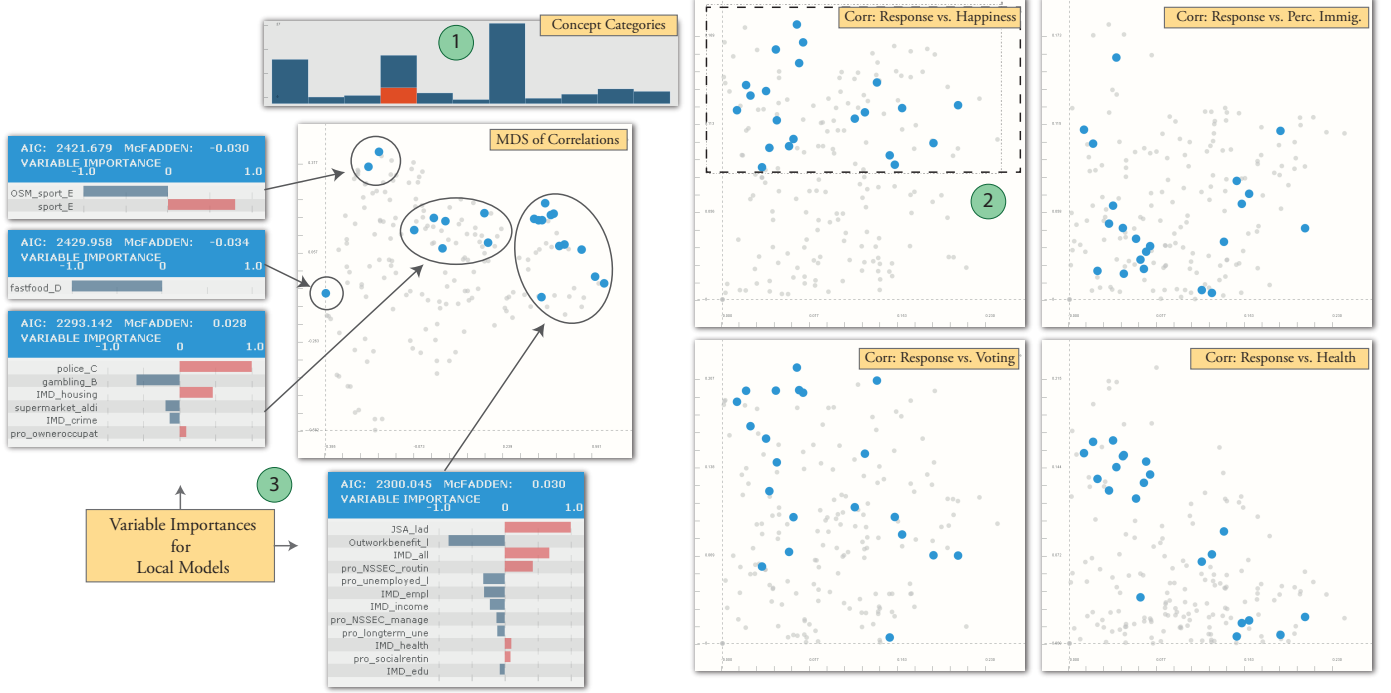 Concept Categories
1
AIC: 2421.679 McFADDEN: -0.030
VARIABLE IMPORTANCE
-1.0 0 1.0
OSM_sport_E
sport_E
AIC: 2429.958 McFADDEN: -0.034
VARIABLE IMPORTANCE
-1.0 0 1.0
fastfood_D
AIC: 2293.142 McFADDEN: 0.028
VARIABLE IMPORTANCE
-1.0 0 1.0
police_C
gambling_B
IMD_housing
supermarket_aldi
IMD_crime
pro_owneroccupat
MDS of Correlations
3
Variable Importances
for
Local Models
AIC: 2300.045 McFADDEN: 0.030
VARIABLE IMPORTANCE
-1.0 0 1.0
JSA_lad
Outworkbenefit_l
IMD_all
pro_NSSEC_routin
pro_unemployed_l
IMD_empl
IMD_income
pro_NSSEC_manage
pro_longterm_une
IMD_health
pro_socialrentin
IMD_edu
Corr: Response vs. Happiness
2
Corr: Response vs. Perc. Immig.
Corr: Response vs. Voting
Corr: Response vs. Health